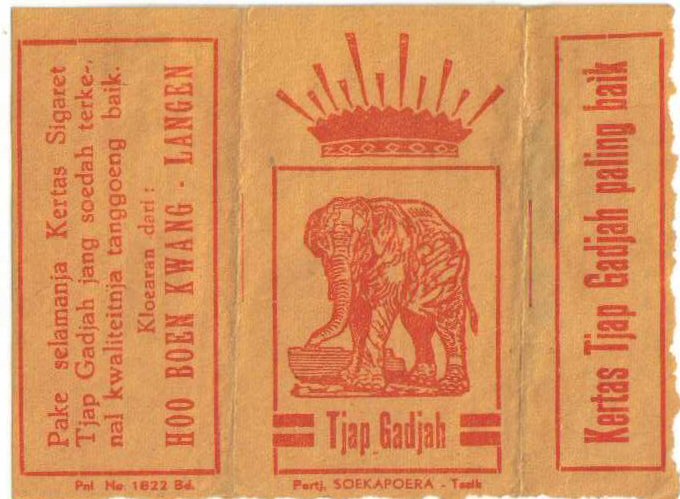 Pake selamanja Kertas Sigaret
Tjap Gadjah jang soedah terke-
nal kwaliteitnja tanggoeng baik.
Kloearan dari:
HOO BOEN KWANG - LANGEN
Pnl No 1822 Bd.
Tjap Gadjah
Pertj. SOEKAPOERA - Tasik
Kertas Tjap Gadjah paling baik